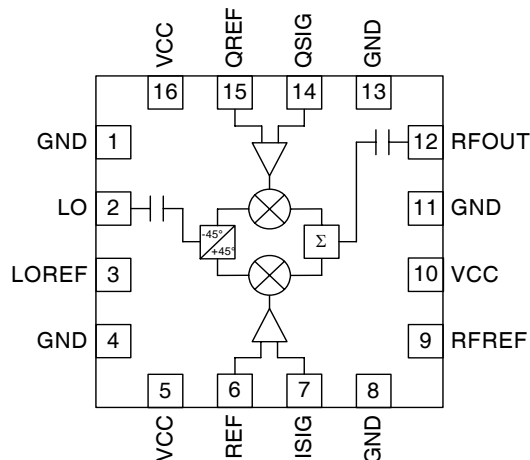 VCC
QREF
QSIG
GND
16
15
14
13
GND 1
12 RFOUT
LO 2
-45°
+45°
Σ
11 GND
LOREF 3
10 VCC
GND 4
9 RFREF
5
6
7
8
VCC
REF
ISIG
GND